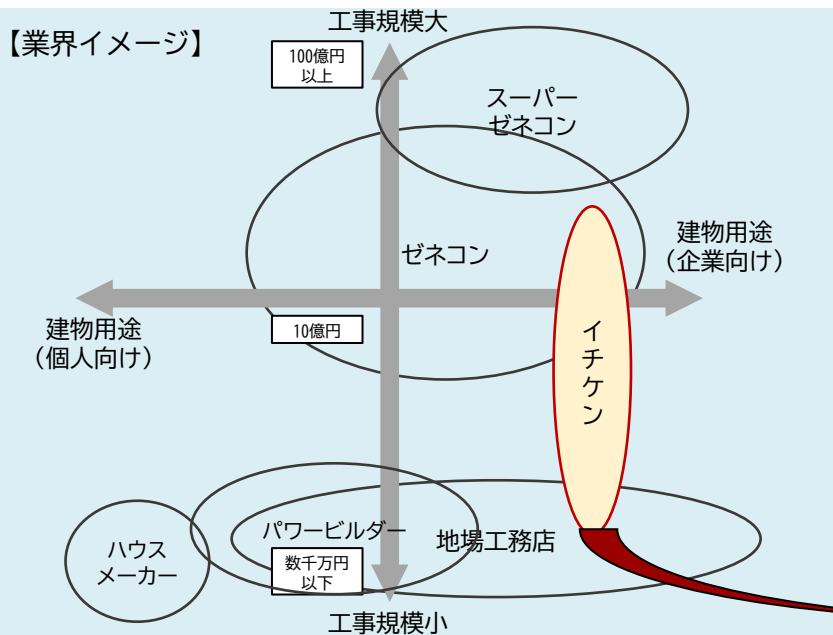 【業界イメージ】
工事規模大
100億円
以上
スーパー
ゼネコン
ゼネコン
建物用途
(企業向け)
建物用途
(個人向け)
10億円
イチケン
パワービルダー
地場工務店
ハウス
メーカー
数千万円
以下
工事規模小